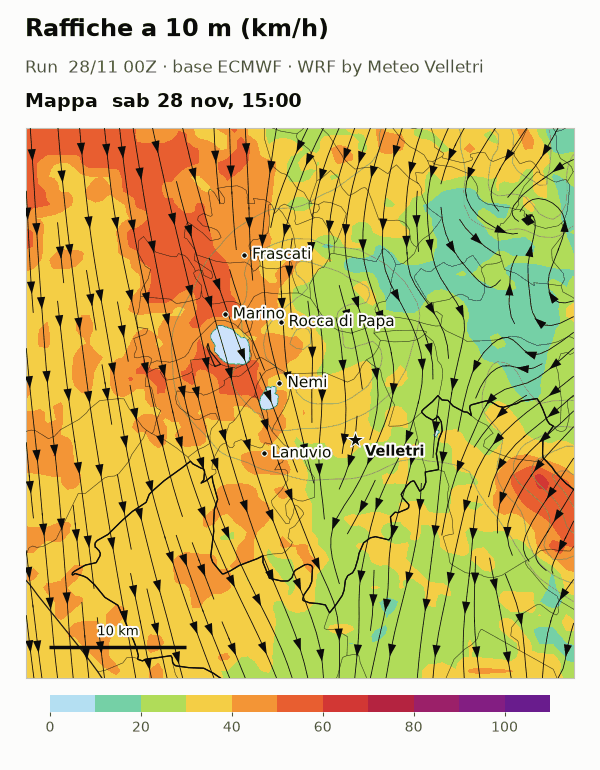 Raffiche a 10 m (km/h)
Run  28/11 00Z · base ECMWF · WRF by Meteo Velletri
Mappa  sab 28 nov, 15:00
Frascati
Marino
Rocca di Papa
Nemi
Velletri
Lanuvio
10 km
0 20 40 60 80 100